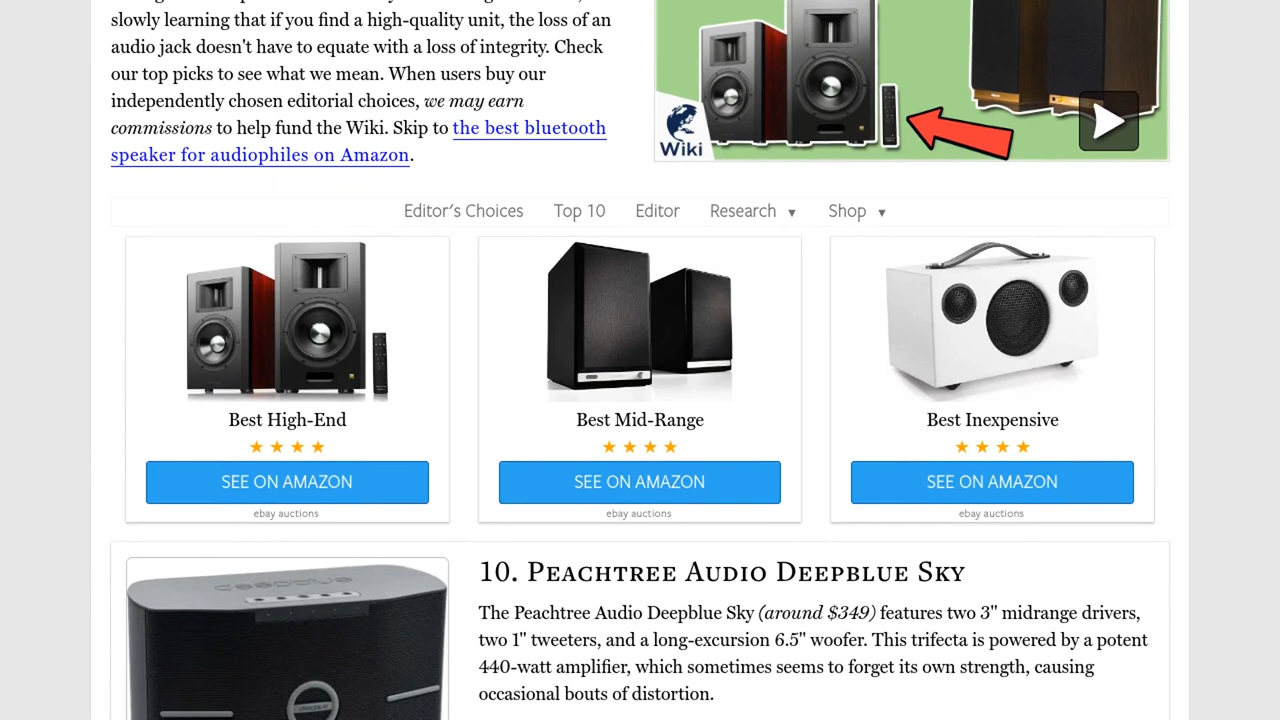 slowly learning that if you find a high-quality unit, the loss of an
audio jack doesn't have to equate with a loss of integrity. Check
our top picks to see what we mean. When users buy our
independently chosen editorial choices, we may earn
commissions to help fund the Wiki. Skip to the best bluetooth
speaker for audiophiles on Amazon.
Wiki
Editor's Choices Top 10 Editor Research ▼ Shop ▼
Best High-End
★ ★ ★ ★
SEE ON AMAZON
ebay auctions
Best Mid-Range
★ ★ ★ ★
SEE ON AMAZON
ebay auctions
Best Inexpensive
★ ★ ★ ★
SEE ON AMAZON
ebay auctions
deepblue
10. Peachtree Audio Deepblue Sky
The Peachtree Audio Deepblue Sky (around $349) features two 3" midrange drivers,
two 1" tweeters, and a long-excursion 6.5" woofer. This trifecta is powered by a potent
440-watt amplifier, which sometimes seems to forget its own strength, causing
occasional bouts of distortion.